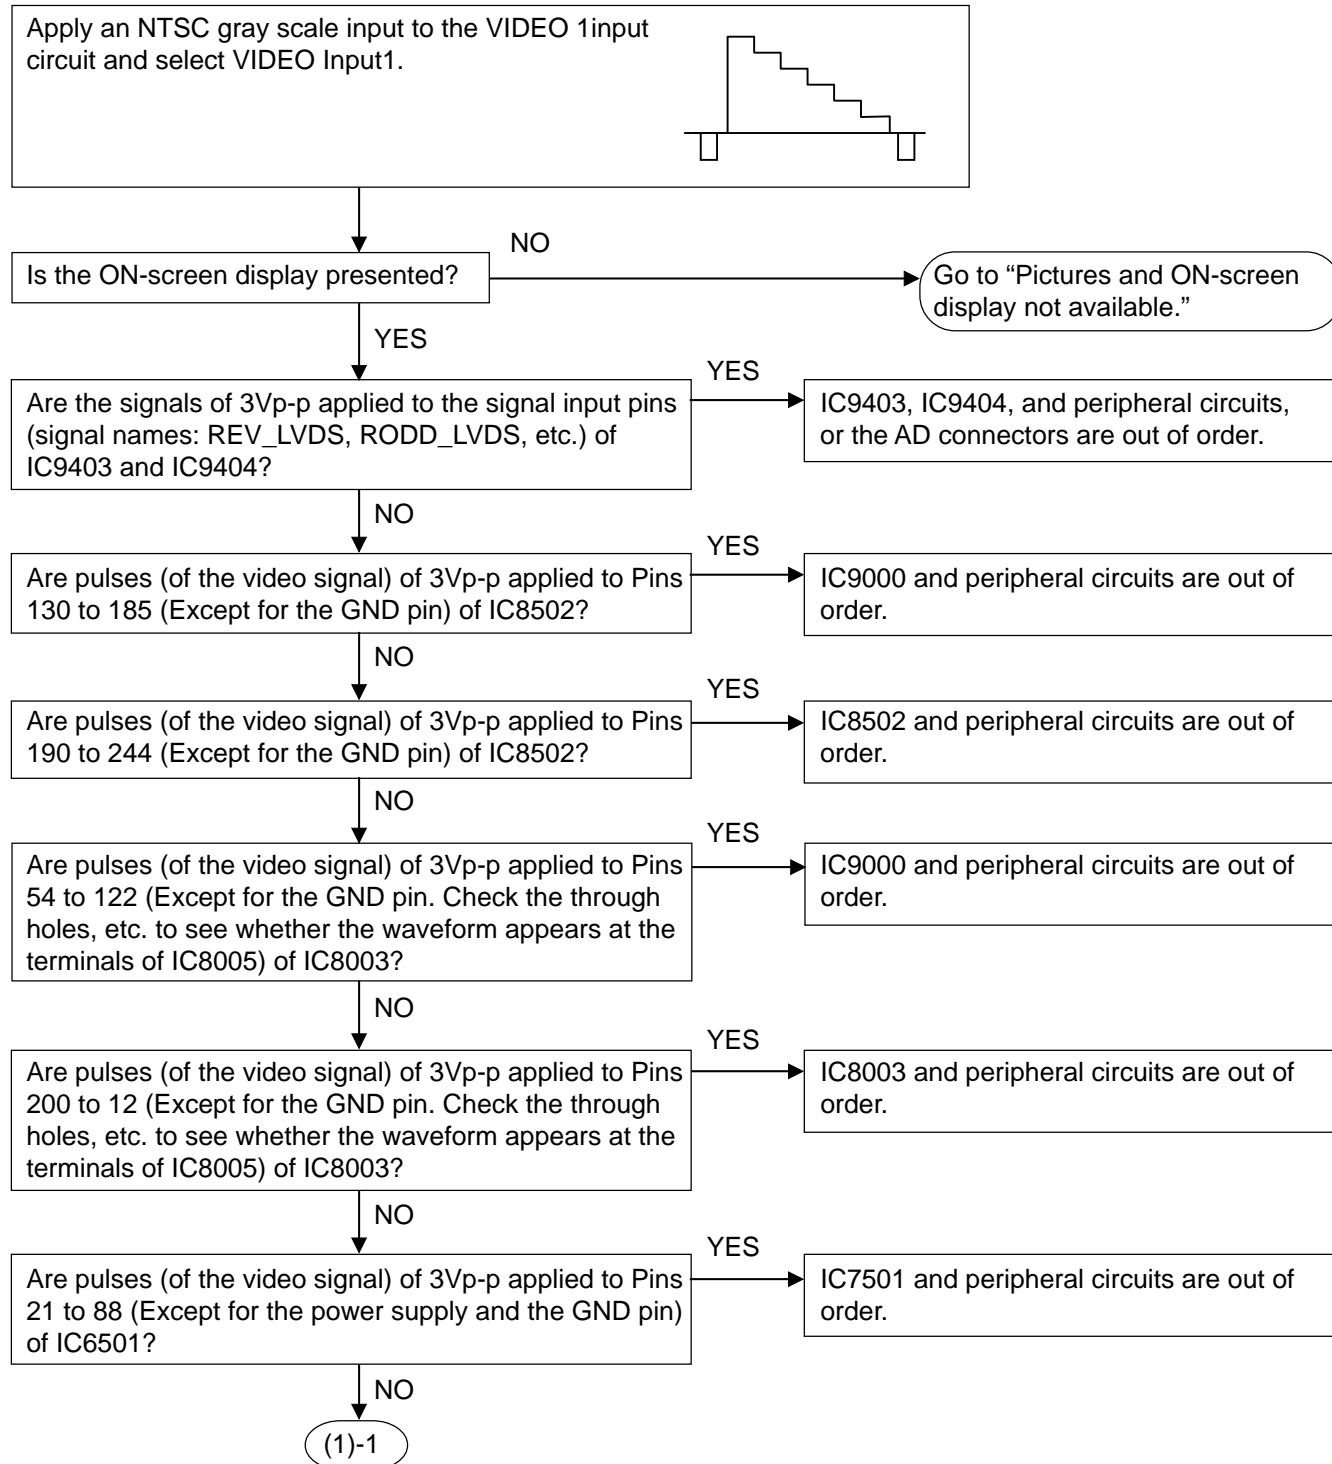 Apply an NTSC gray scale input to the VIDEO 1input
circuit and select VIDEO Input1.
NO
Is the ON-screen display presented?
Go to “Pictures and ON-screen
display not available.”
YES
YES
Are the signals of 3Vp-p applied to the signal input pins
(signal names: REV_LVDS, RODD_LVDS, etc.) of
IC9403 and IC9404?
IC9403, IC9404, and peripheral circuits,
or the AD connectors are out of order.
NO
YES
Are pulses (of the video signal) of 3Vp-p applied to Pins
130 to 185 (Except for the GND pin) of IC8502?
IC9000 and peripheral circuits are out of
order.
NO
YES
Are pulses (of the video signal) of 3Vp-p applied to Pins
190 to 244 (Except for the GND pin) of IC8502?
IC8502 and peripheral circuits are out of
order.
NO
YES
Are pulses (of the video signal) of 3Vp-p applied to Pins
54 to 122 (Except for the GND pin. Check the through
holes, etc. to see whether the waveform appears at the
terminals of IC8005) of IC8003?
IC9000 and peripheral circuits are out of
order.
NO
YES
Are pulses (of the video signal) of 3Vp-p applied to Pins
200 to 12 (Except for the GND pin. Check the through
holes, etc. to see whether the waveform appears at the
terminals of IC8005) of IC8003?
IC8003 and peripheral circuits are out of
order.
NO
YES
Are pulses (of the video signal) of 3Vp-p applied to Pins
21 to 88 (Except for the power supply and the GND pin)
of IC6501?
IC7501 and peripheral circuits are out of
order.
NO
(1)-1